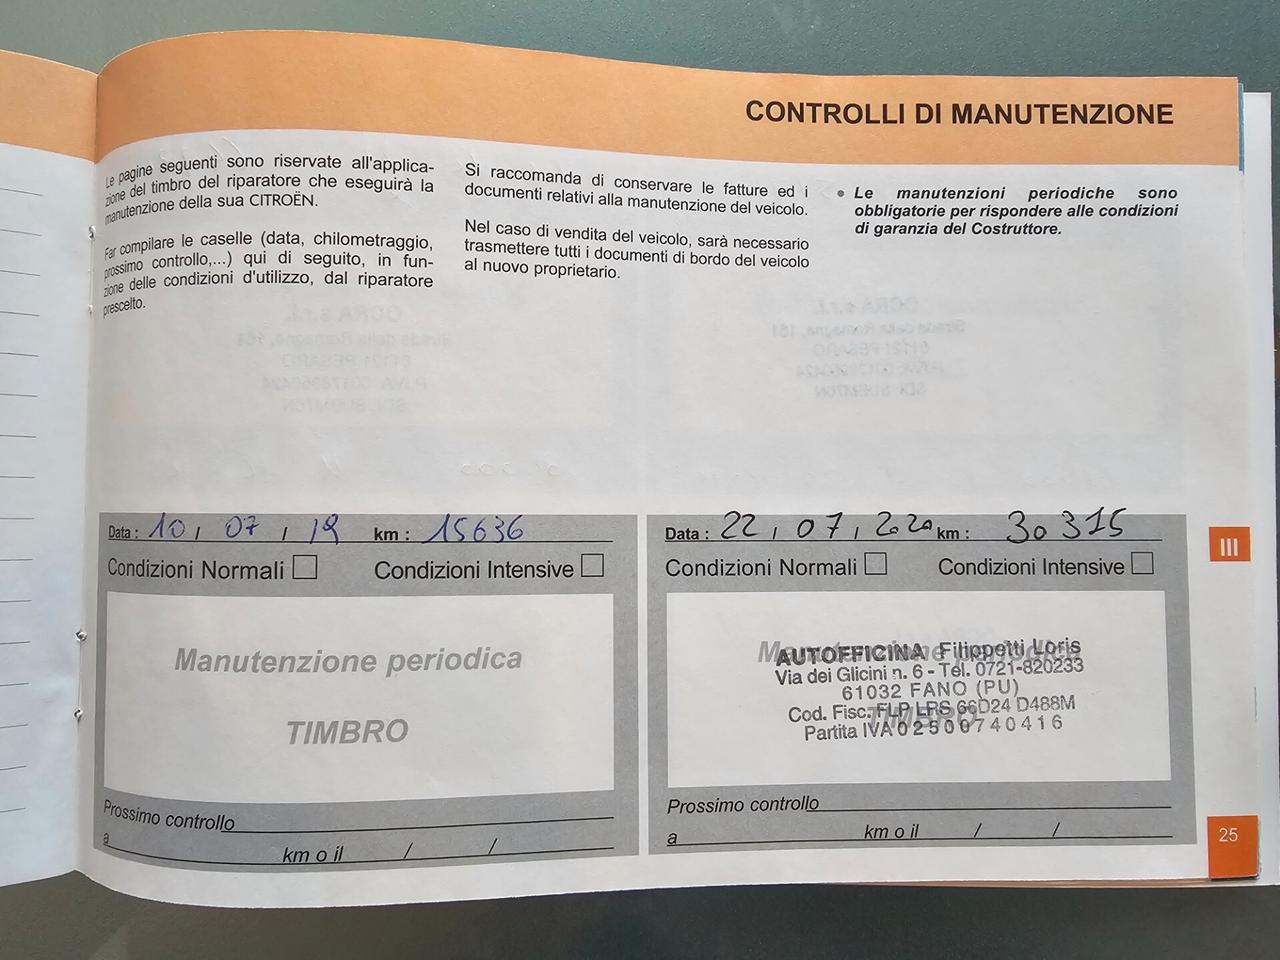 CONTROLLI DI MANUTENZIONE
Le pagine seguenti sono riservate all'applica-
zione del timbro del riparatore che eseguirà la
manutenzione della sua CITROËN.
Far compilare le caselle (data, chilometraggio,
prossimo controllo,...) qui di seguito, in fun-
zione delle condizioni d'utilizzo, dal riparatore
prescelto.
Si raccomanda di conservare le fatture ed i
documenti relativi alla manutenzione del veicolo.
Nel caso di vendita del veicolo, sarà necessario
trasmettere tutti i documenti di bordo del veicolo
al nuovo proprietario.
• Le manutenzioni periodiche sono
obbligatorie per rispondere alle condizioni
di garanzia del Costruttore.
Data : 10 / 07 / 19 km : 15636
Condizioni Normali Condizioni Intensive
Manutenzione periodica
TIMBRO
Prossimo controllo
a km o il / /
Data : 22 / 07 / 2020 km : 30315
Condizioni Normali Condizioni Intensive
Manutenzione periodica
AUTOFFICINA Filippetti Loris
Via dei Glicini n. 6 - Tel. 0721-820233
61032 FANO (PU)
Cod. Fisc. FLP LRS 66D24 D488M
TIMBRO
Partita IVA 02500740416
Prossimo controllo
a km o il / /
III
25